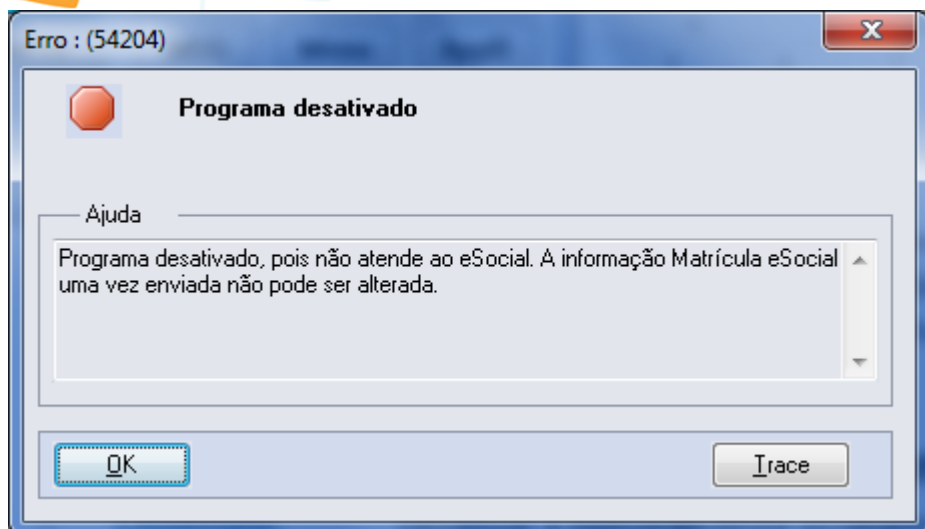 Erro : (54204)
Programa desativado
Ajuda
Programa desativado, pois não atende ao eSocial. A informação Matrícula eSocial
uma vez enviada não pode ser alterada.
OK
Trace